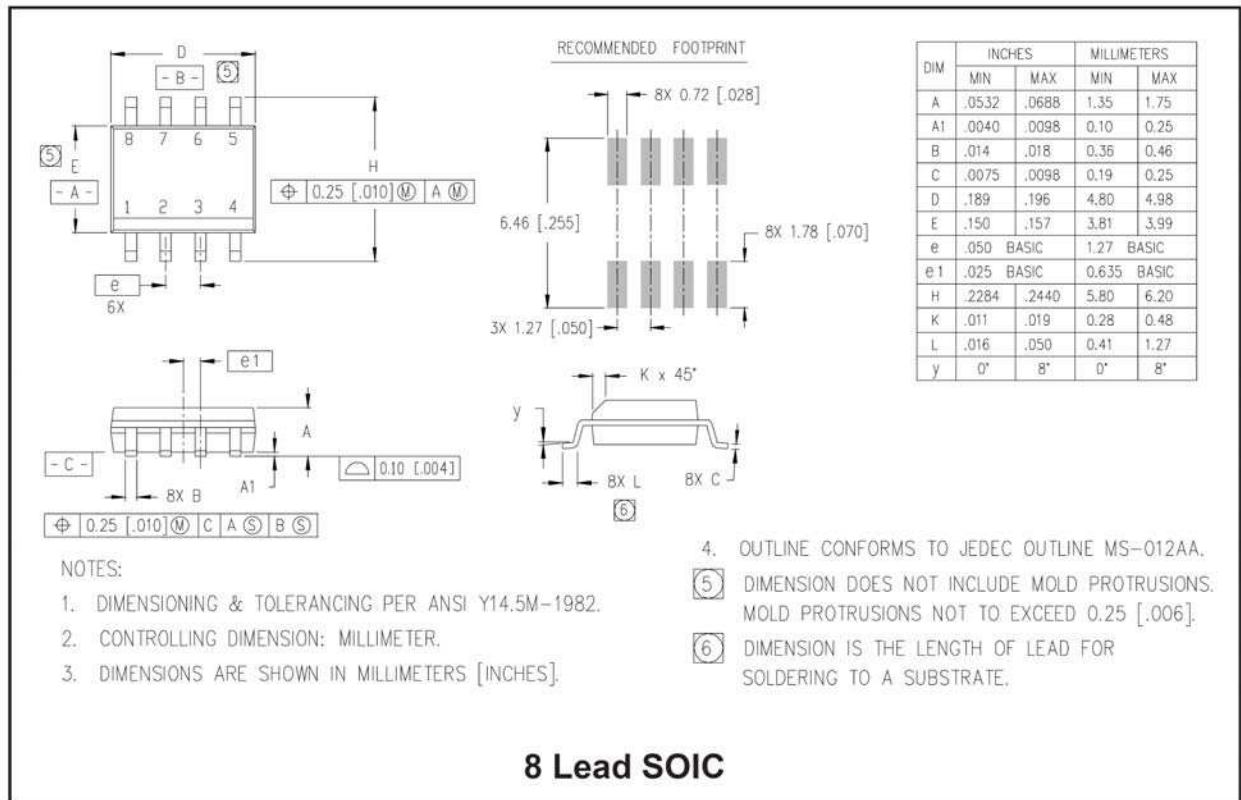 D
- B -
5
8 7 6 5
5
E
- A -
H
⌖ 0.25 [.010] Ⓜ A Ⓜ
1 2 3 4
e
6X
RECOMMENDED FOOTPRINT
8X 0.72 [.028]
6.46 [.255]
8X 1.78 [.070]
3X 1.27 [.050]
DIM INCHES MILLIMETERS
MIN MAX MIN MAX
A .0532 .0688 1.35 1.75
A1 .0040 .0098 0.10 0.25
B .014 .018 0.36 0.46
C .0075 .0098 0.19 0.25
D .189 .196 4.80 4.98
E .150 .157 3.81 3.99
e .050 BASIC 1.27 BASIC
e1 .025 BASIC 0.635 BASIC
H .2284 .2440 5.80 6.20
K .011 .019 0.28 0.48
L .016 .050 0.41 1.27
y 0° 8° 0° 8°
e1
A
- C -
A1
8X B
⌓ 0.10 [.004]
⌖ 0.25 [.010] Ⓜ C A Ⓢ B Ⓢ
K x 45°
y
8X L
6
8X C
NOTES:
1. DIMENSIONING & TOLERANCING PER ANSI Y14.5M-1982.
2. CONTROLLING DIMENSION: MILLIMETER.
3. DIMENSIONS ARE SHOWN IN MILLIMETERS [INCHES].
4. OUTLINE CONFORMS TO JEDEC OUTLINE MS-012AA.
5 DIMENSION DOES NOT INCLUDE MOLD PROTRUSIONS.
MOLD PROTRUSIONS NOT TO EXCEED 0.25 [.006].
6 DIMENSION IS THE LENGTH OF LEAD FOR
SOLDERING TO A SUBSTRATE.
8 Lead SOIC